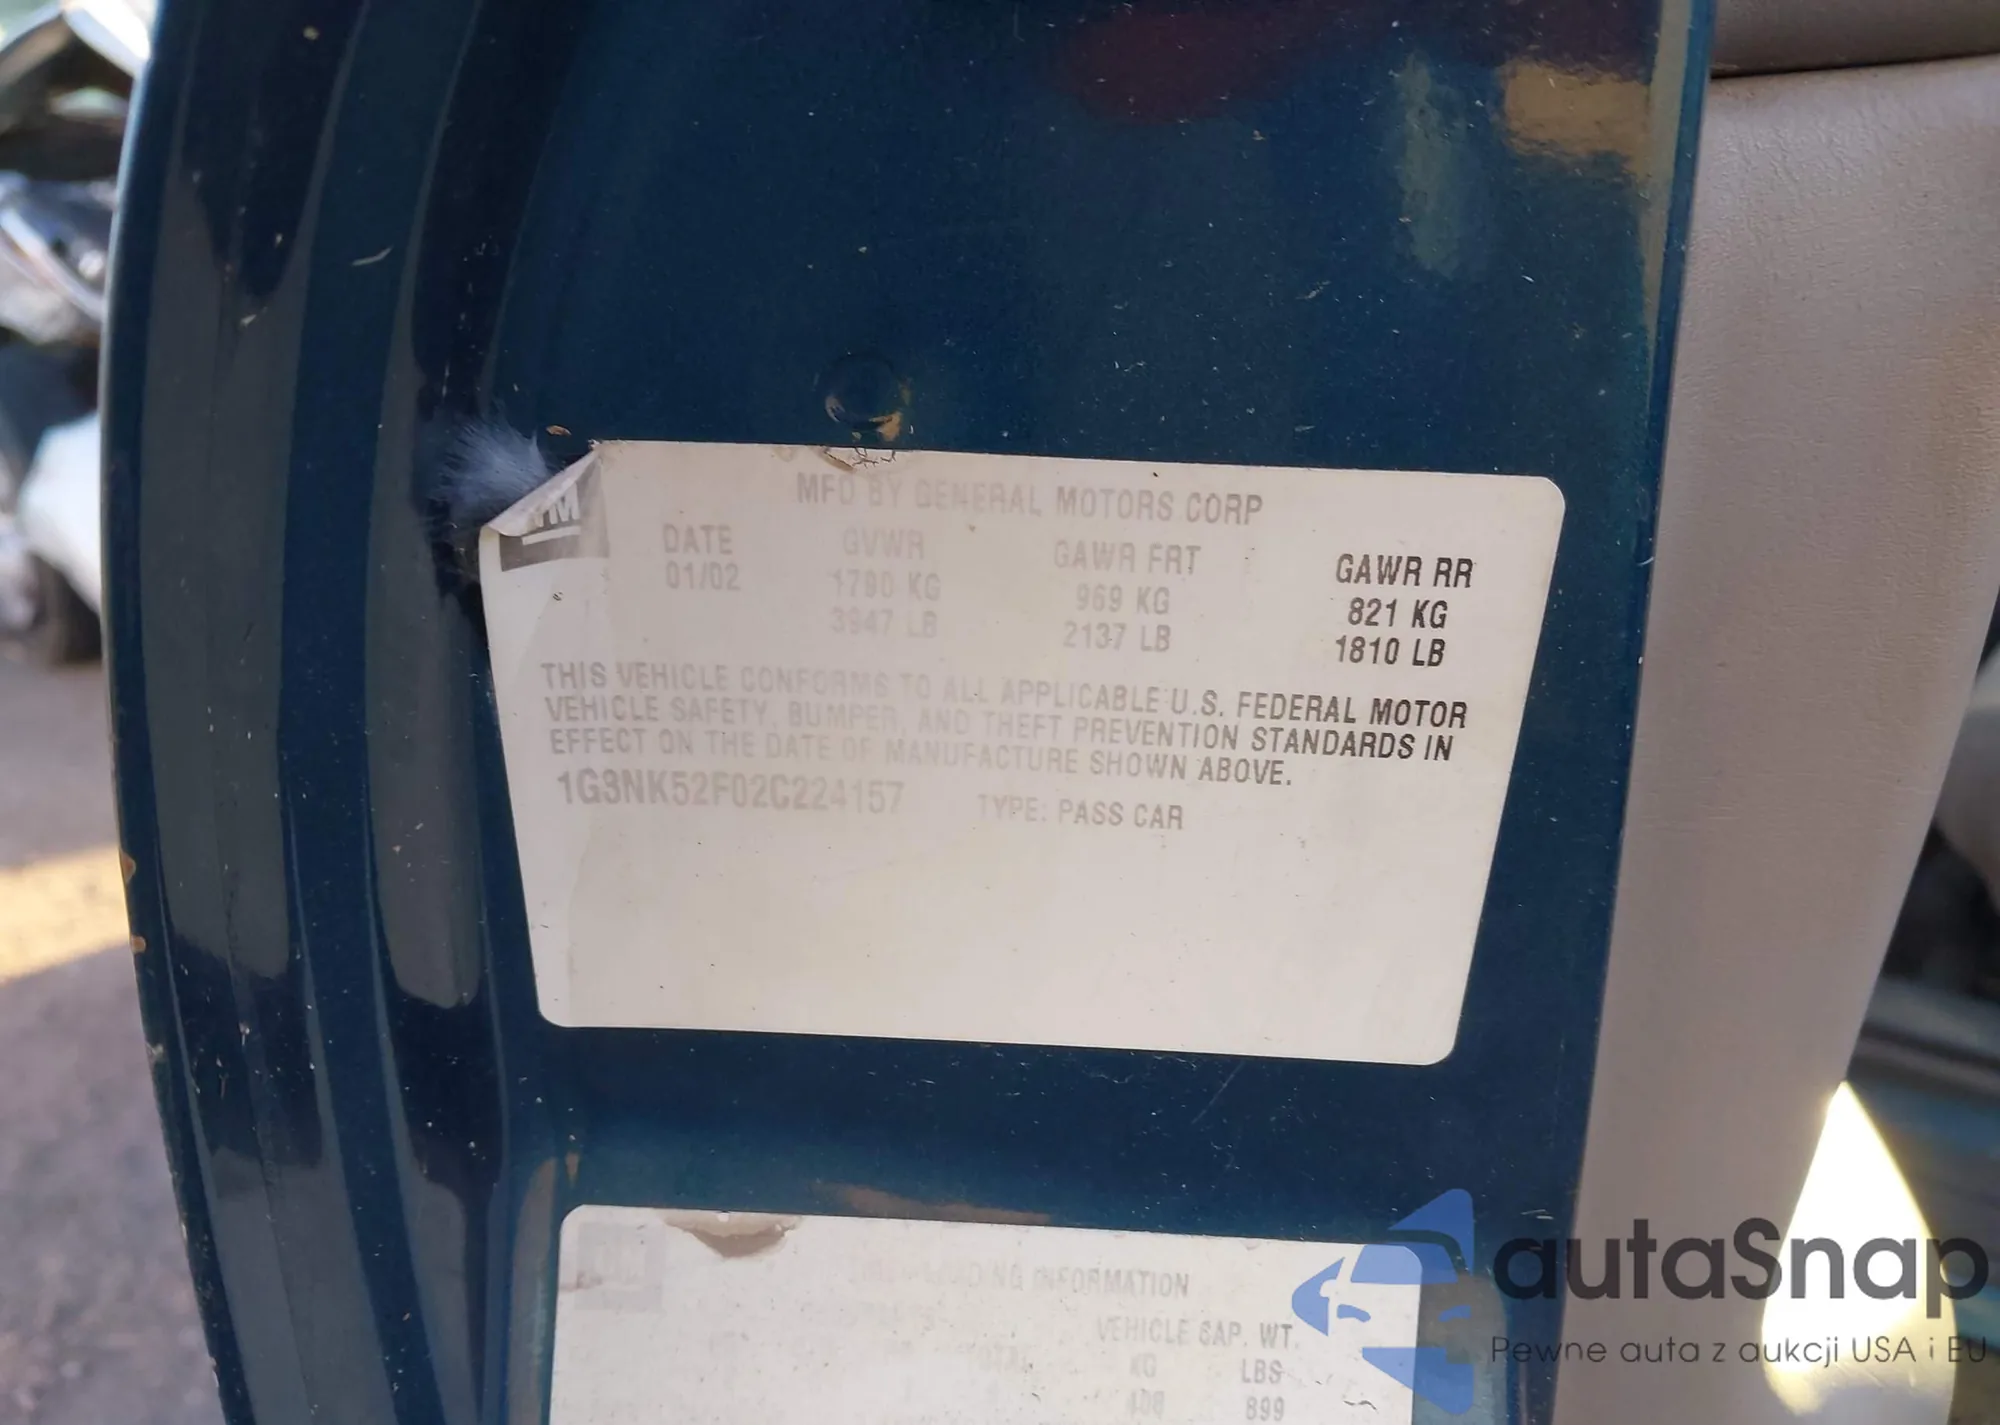 GM
MFD BY GENERAL MOTORS CORP
DATE GVWR GAWR FRT GAWR RR
01/02 1790 KG 969 KG 821 KG
3947 LB 2137 LB 1810 LB
THIS VEHICLE CONFORMS TO ALL APPLICABLE U.S. FEDERAL MOTOR
VEHICLE SAFETY, BUMPER, AND THEFT PREVENTION STANDARDS IN
EFFECT ON THE DATE OF MANUFACTURE SHOWN ABOVE.
1G3NK52F02C224157 TYPE: PASS CAR
GM
INFORMATION
VEHICLE CAP. WT.
TOTAL KG LBS
408 899
autaSnap
Pewne auta z aukcji USA i EU